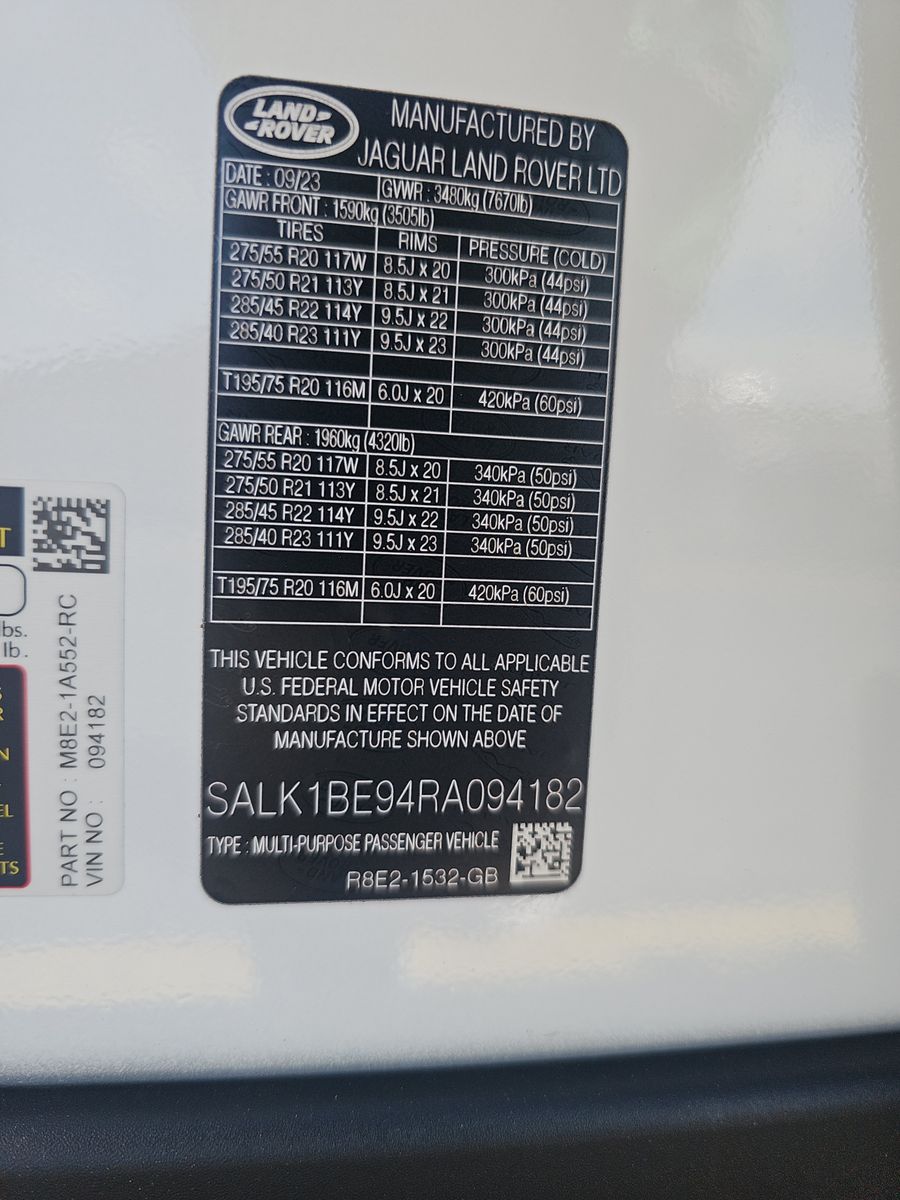 LAND ROVER
MANUFACTURED BY
JAGUAR LAND ROVER LTD
DATE : 09/23 GVWR : 3480kg (7670lb)
GAWR FRONT : 1590kg (3505lb)
TIRES RIMS PRESSURE (COLD)
275/55 R20 117W 8.5J x 20 300kPa (44psi)
275/50 R21 113Y 8.5J x 21 300kPa (44psi)
285/45 R22 114Y 9.5J x 22 300kPa (44psi)
285/40 R23 111Y 9.5J x 23 300kPa (44psi)
T195/75 R20 116M 6.0J x 20 420kPa (60psi)
GAWR REAR : 1960kg (4320lb)
275/55 R20 117W 8.5J x 20 340kPa (50psi)
275/50 R21 113Y 8.5J x 21 340kPa (50psi)
285/45 R22 114Y 9.5J x 22 340kPa (50psi)
285/40 R23 111Y 9.5J x 23 340kPa (50psi)
T195/75 R20 116M 6.0J x 20 420kPa (60psi)
THIS VEHICLE CONFORMS TO ALL APPLICABLE
U.S. FEDERAL MOTOR VEHICLE SAFETY
STANDARDS IN EFFECT ON THE DATE OF
MANUFACTURE SHOWN ABOVE
SALK1BE94RA094182
TYPE : MULTI-PURPOSE PASSENGER VEHICLE
R8E2-1532-GB
lbs.
lb.
PART NO : M8E2-1A552-RC
VIN NO : 094182